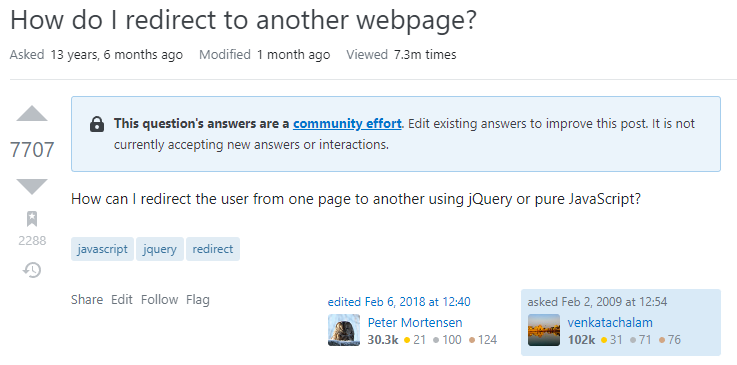 How do I redirect to another webpage?
Asked 13 years, 6 months ago Modified 1 month ago Viewed 7.3m times
This question's answers are a community effort. Edit existing answers to improve this post. It is not
currently accepting new answers or interactions.
7707
How can I redirect the user from one page to another using jQuery or pure JavaScript?
2288
javascript jquery redirect
Share Edit Follow Flag
edited Feb 6, 2018 at 12:40
Peter Mortensen
30.3k 21 100 124
asked Feb 2, 2009 at 12:54
venkatachalam
102k 31 71 76